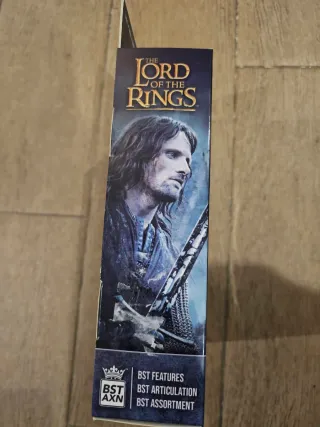 THE
LORD
OF THE
RINGS
BST
AXN
BST FEATURES
BST ARTICULATION
BST ASSORTMENT